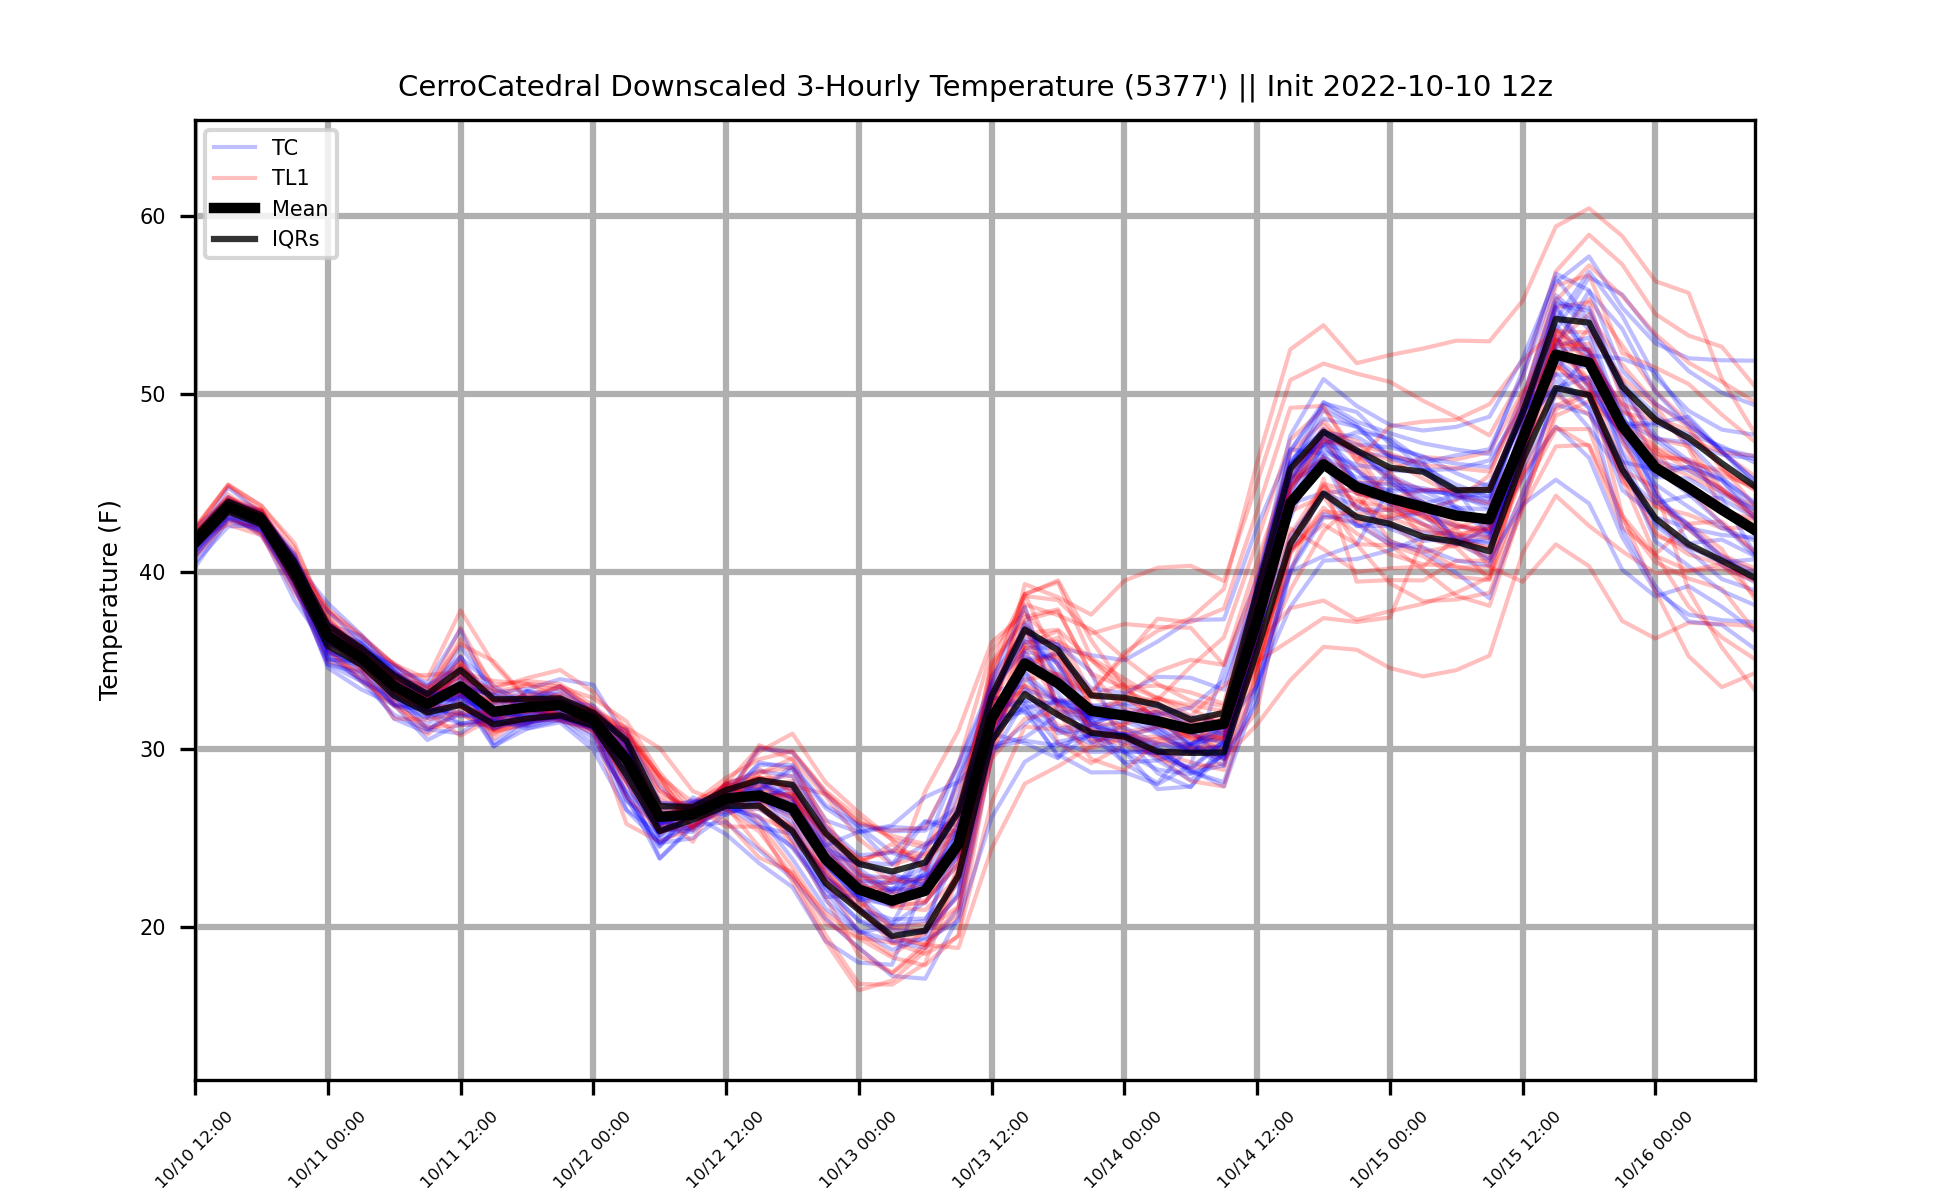 CerroCatedral Downscaled 3-Hourly Temperature (5377') || Init 2022-10-10 12z
TC
TL1
Mean
IQRs
Temperature (F)
60
50
40
30
20
10/10 12:00
10/11 00:00
10/11 12:00
10/12 00:00
10/12 12:00
10/13 00:00
10/13 12:00
10/14 00:00
10/14 12:00
10/15 00:00
10/15 12:00
10/16 00:00